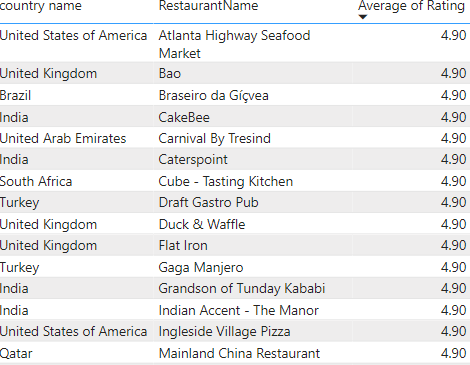 country name RestaurantName Average of Rating
United States of America Atlanta Highway Seafood Market 4.90
United Kingdom Bao 4.90
Brazil Braseiro da Gíçvea 4.90
India CakeBee 4.90
United Arab Emirates Carnival By Tresind 4.90
India Caterspoint 4.90
South Africa Cube - Tasting Kitchen 4.90
Turkey Draft Gastro Pub 4.90
United Kingdom Duck & Waffle 4.90
United Kingdom Flat Iron 4.90
Turkey Gaga Manjero 4.90
India Grandson of Tunday Kababi 4.90
India Indian Accent - The Manor 4.90
United States of America Ingleside Village Pizza 4.90
Qatar Mainland China Restaurant 4.90